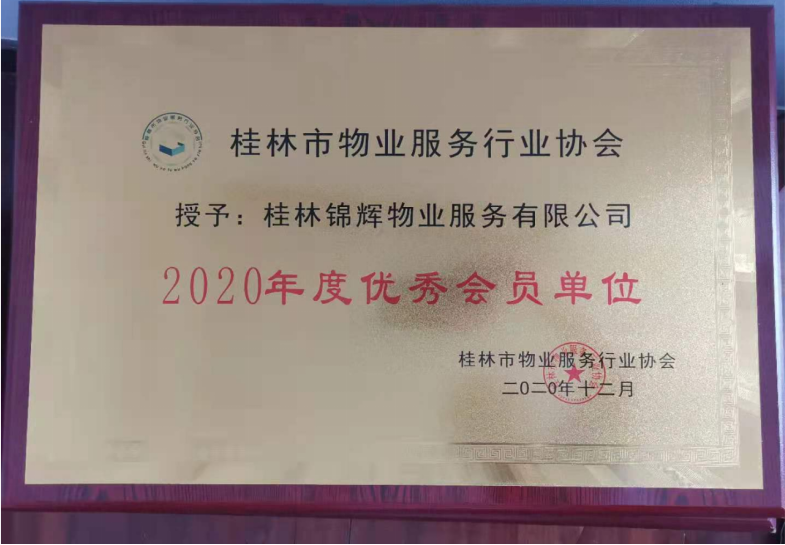 桂林市物业服务行业协会
授予：桂林锦辉物业服务有限公司
2020年度优秀会员单位
桂林市物业服务行业协会
二〇二〇年十二月